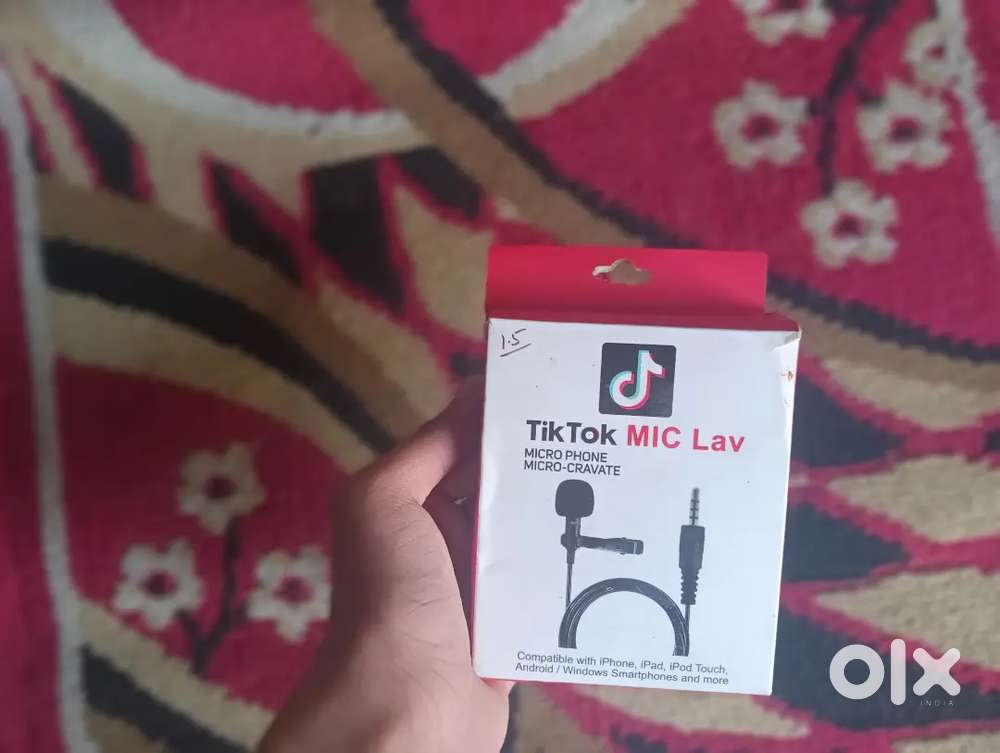 1.5
TikTok MIC Lav
MICRO PHONE
MICRO-CRAVATE
Compatible with iPhone, iPad, iPod Touch,
Android / Windows Smartphones and more
olx
INDIA